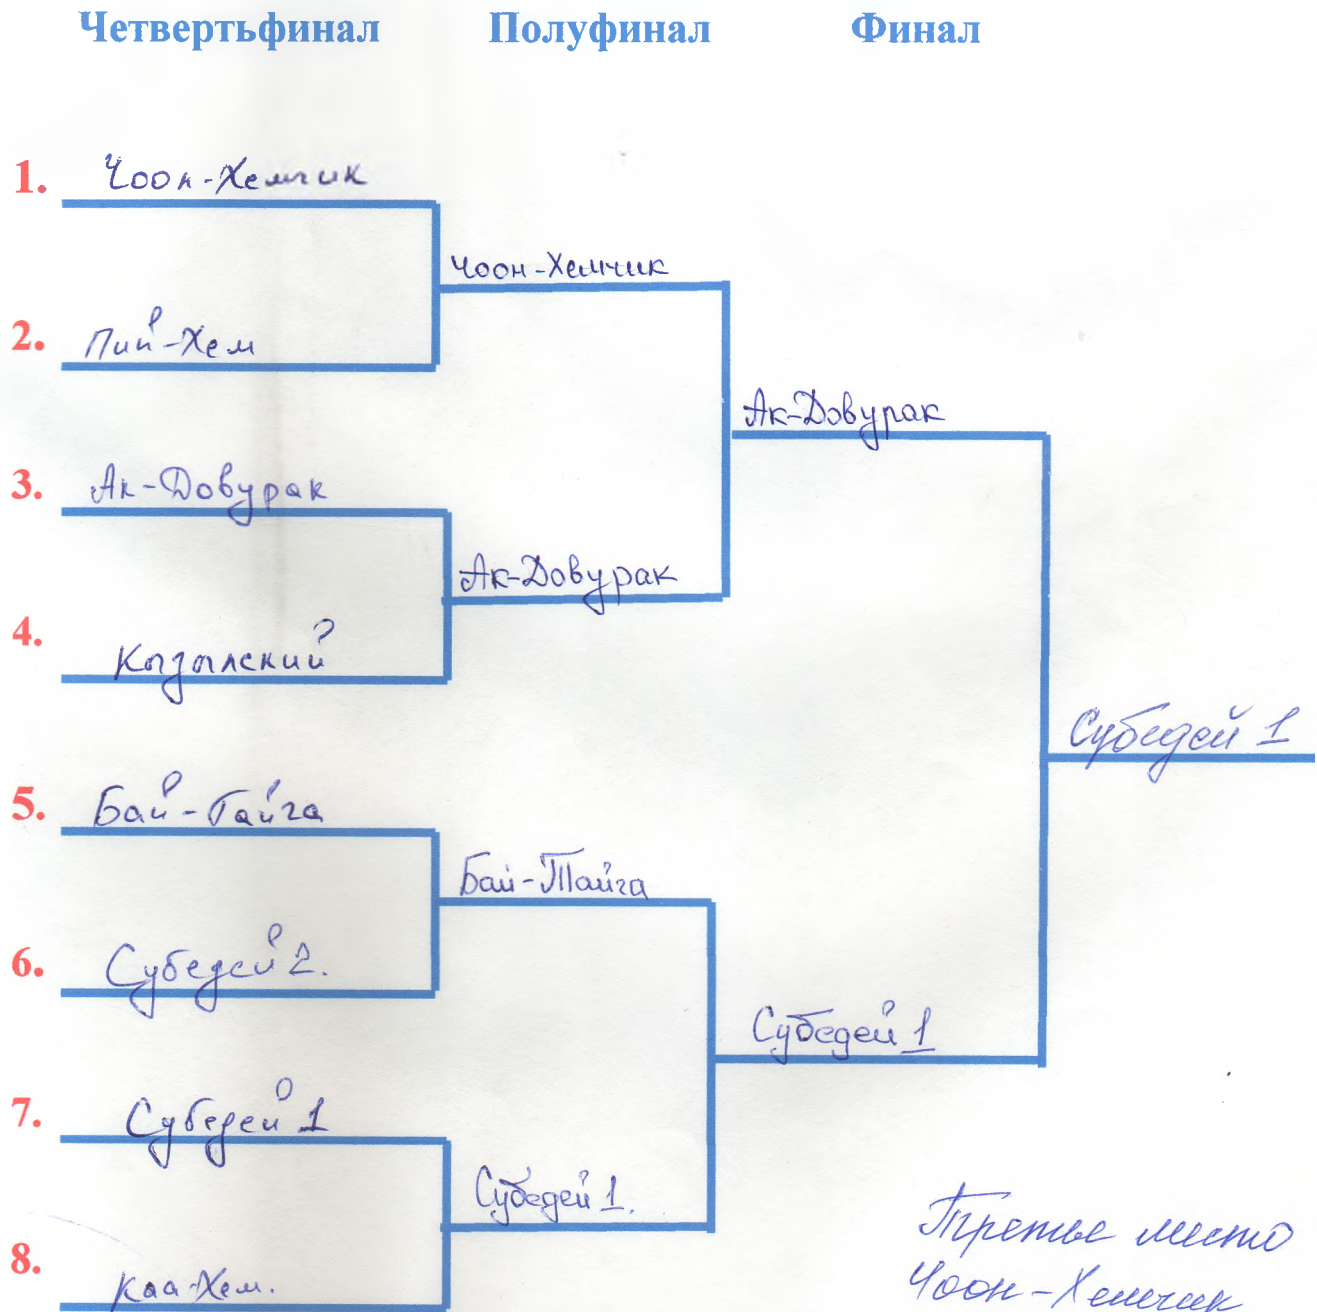 Четвертьфинал Полуфинал Финал
1. Чоон-Хемчик
Чоон-Хемчик
2. Пий-Хем
Ак-Довурак
3. Ак-Довурак
Ак-Довурак
4. Кызылский
Субедей 1
5. Бай-Тайга
Бай-Тайга
6. Субедей 2.
Субедей 1
7. Субедей 1
Субедей 1.
8. Каа-Хем.
Третье место
Чоон-Хемчик